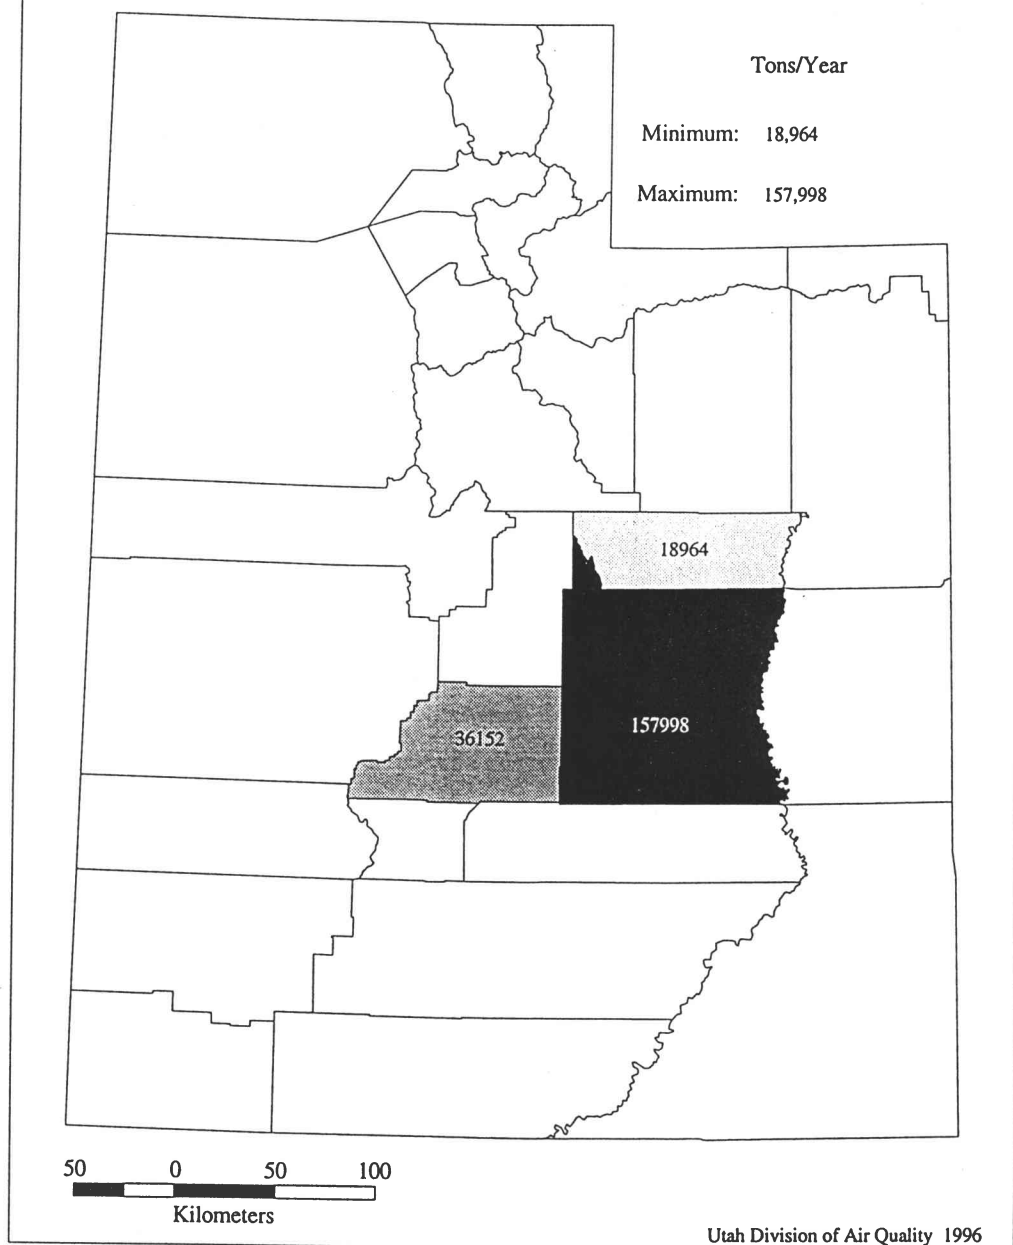 Tons/Year
Minimum: 18,964
Maximum: 157,998
18964
157998
36152
50 0 50 100
Kilometers
Utah Division of Air Quality 1996